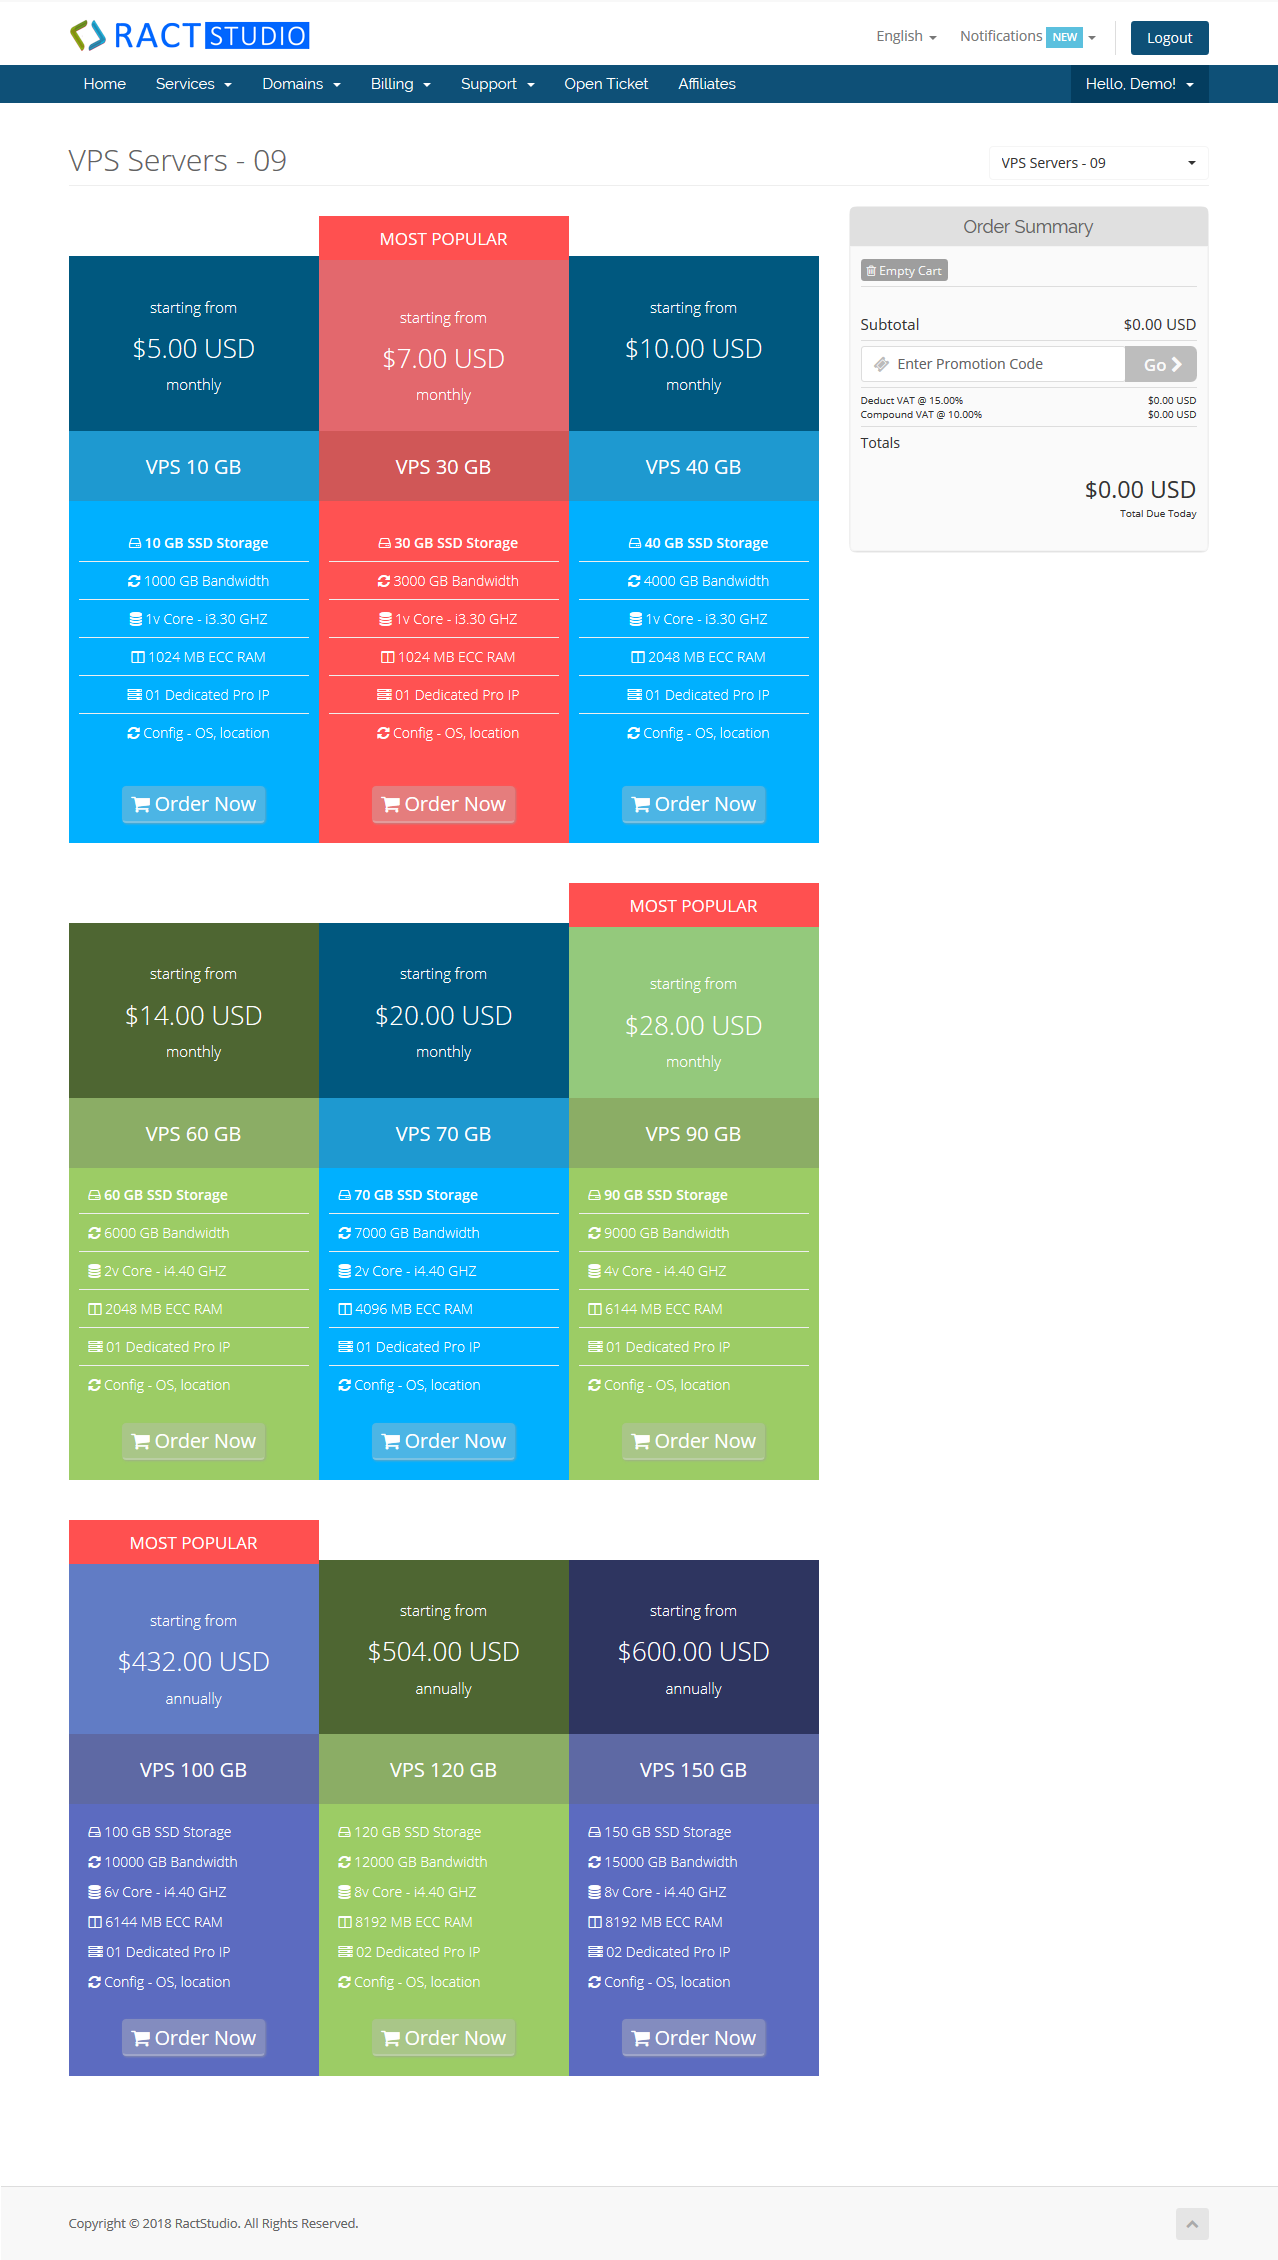 RACT STUDIO
English
Notifications NEW
Logout
Home Services Domains Billing Support Open Ticket Affiliates
Hello, Demo!
VPS Servers - 09
VPS Servers - 09
MOST POPULAR
starting from
$5.00 USD
monthly
VPS 10 GB
10 GB SSD Storage
1000 GB Bandwidth
1v Core - i3.30 GHZ
1024 MB ECC RAM
01 Dedicated Pro IP
Config - OS, location
Order Now
starting from
$7.00 USD
monthly
VPS 30 GB
30 GB SSD Storage
3000 GB Bandwidth
1v Core - i3.30 GHZ
1024 MB ECC RAM
01 Dedicated Pro IP
Config - OS, location
Order Now
starting from
$10.00 USD
monthly
VPS 40 GB
40 GB SSD Storage
4000 GB Bandwidth
1v Core - i3.30 GHZ
2048 MB ECC RAM
01 Dedicated Pro IP
Config - OS, location
Order Now
starting from
$14.00 USD
monthly
VPS 60 GB
60 GB SSD Storage
6000 GB Bandwidth
2v Core - i4.40 GHZ
2048 MB ECC RAM
01 Dedicated Pro IP
Config - OS, location
Order Now
starting from
$20.00 USD
monthly
VPS 70 GB
70 GB SSD Storage
7000 GB Bandwidth
2v Core - i4.40 GHZ
4096 MB ECC RAM
01 Dedicated Pro IP
Config - OS, location
Order Now
MOST POPULAR
starting from
$28.00 USD
monthly
VPS 90 GB
90 GB SSD Storage
9000 GB Bandwidth
4v Core - i4.40 GHZ
6144 MB ECC RAM
01 Dedicated Pro IP
Config - OS, location
Order Now
MOST POPULAR
starting from
$432.00 USD
annually
VPS 100 GB
100 GB SSD Storage
10000 GB Bandwidth
6v Core - i4.40 GHZ
6144 MB ECC RAM
01 Dedicated Pro IP
Config - OS, location
Order Now
starting from
$504.00 USD
annually
VPS 120 GB
120 GB SSD Storage
12000 GB Bandwidth
8v Core - i4.40 GHZ
8192 MB ECC RAM
02 Dedicated Pro IP
Config - OS, location
Order Now
starting from
$600.00 USD
annually
VPS 150 GB
150 GB SSD Storage
15000 GB Bandwidth
8v Core - i4.40 GHZ
8192 MB ECC RAM
02 Dedicated Pro IP
Config - OS, location
Order Now
Order Summary
Empty Cart
Subtotal $0.00 USD
Enter Promotion Code Go
Deduct VAT @ 15.00% $0.00 USD
Compound VAT @ 10.00% $0.00 USD
Totals
$0.00 USD
Total Due Today
Copyright © 2018 RactStudio. All Rights Reserved.